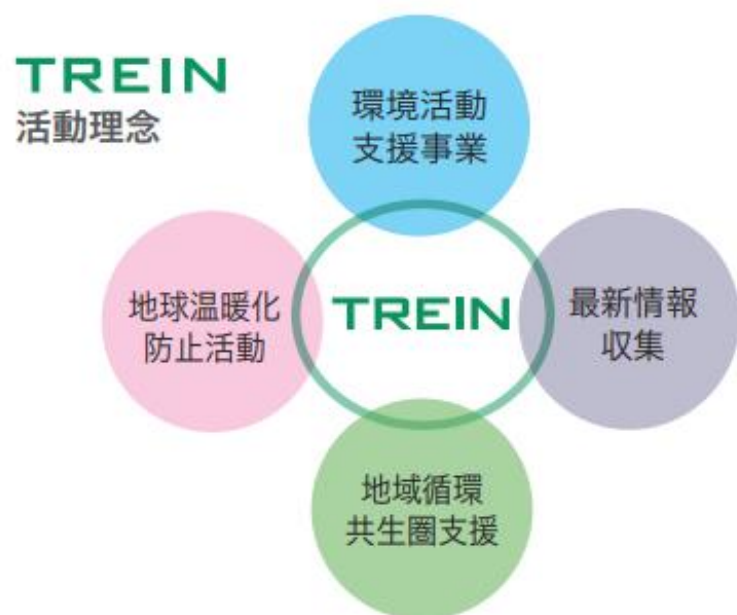 TREIN
活動理念
環境活動
支援事業
地球温暖化
防止活動
TREIN
最新情報
収集
地域循環
共生圏支援